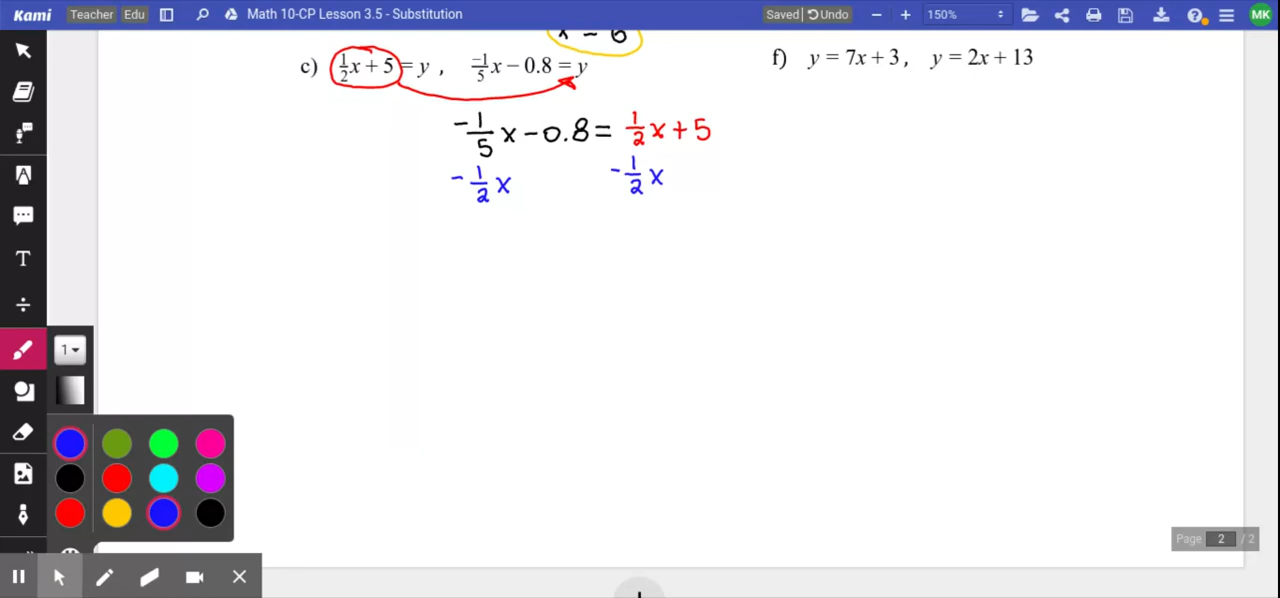 Kami Teacher Edu Math 10-CP Lesson 3.5 - Substitution Saved Undo 150% MK
x = 6
c) 1/2x + 5 = y , -1/5x − 0.8 = y
f) y = 7x + 3, y = 2x + 13
-1/5x − 0.8 = 1/2x + 5
-1/2x -1/2x
T
1
Page 2 / 2